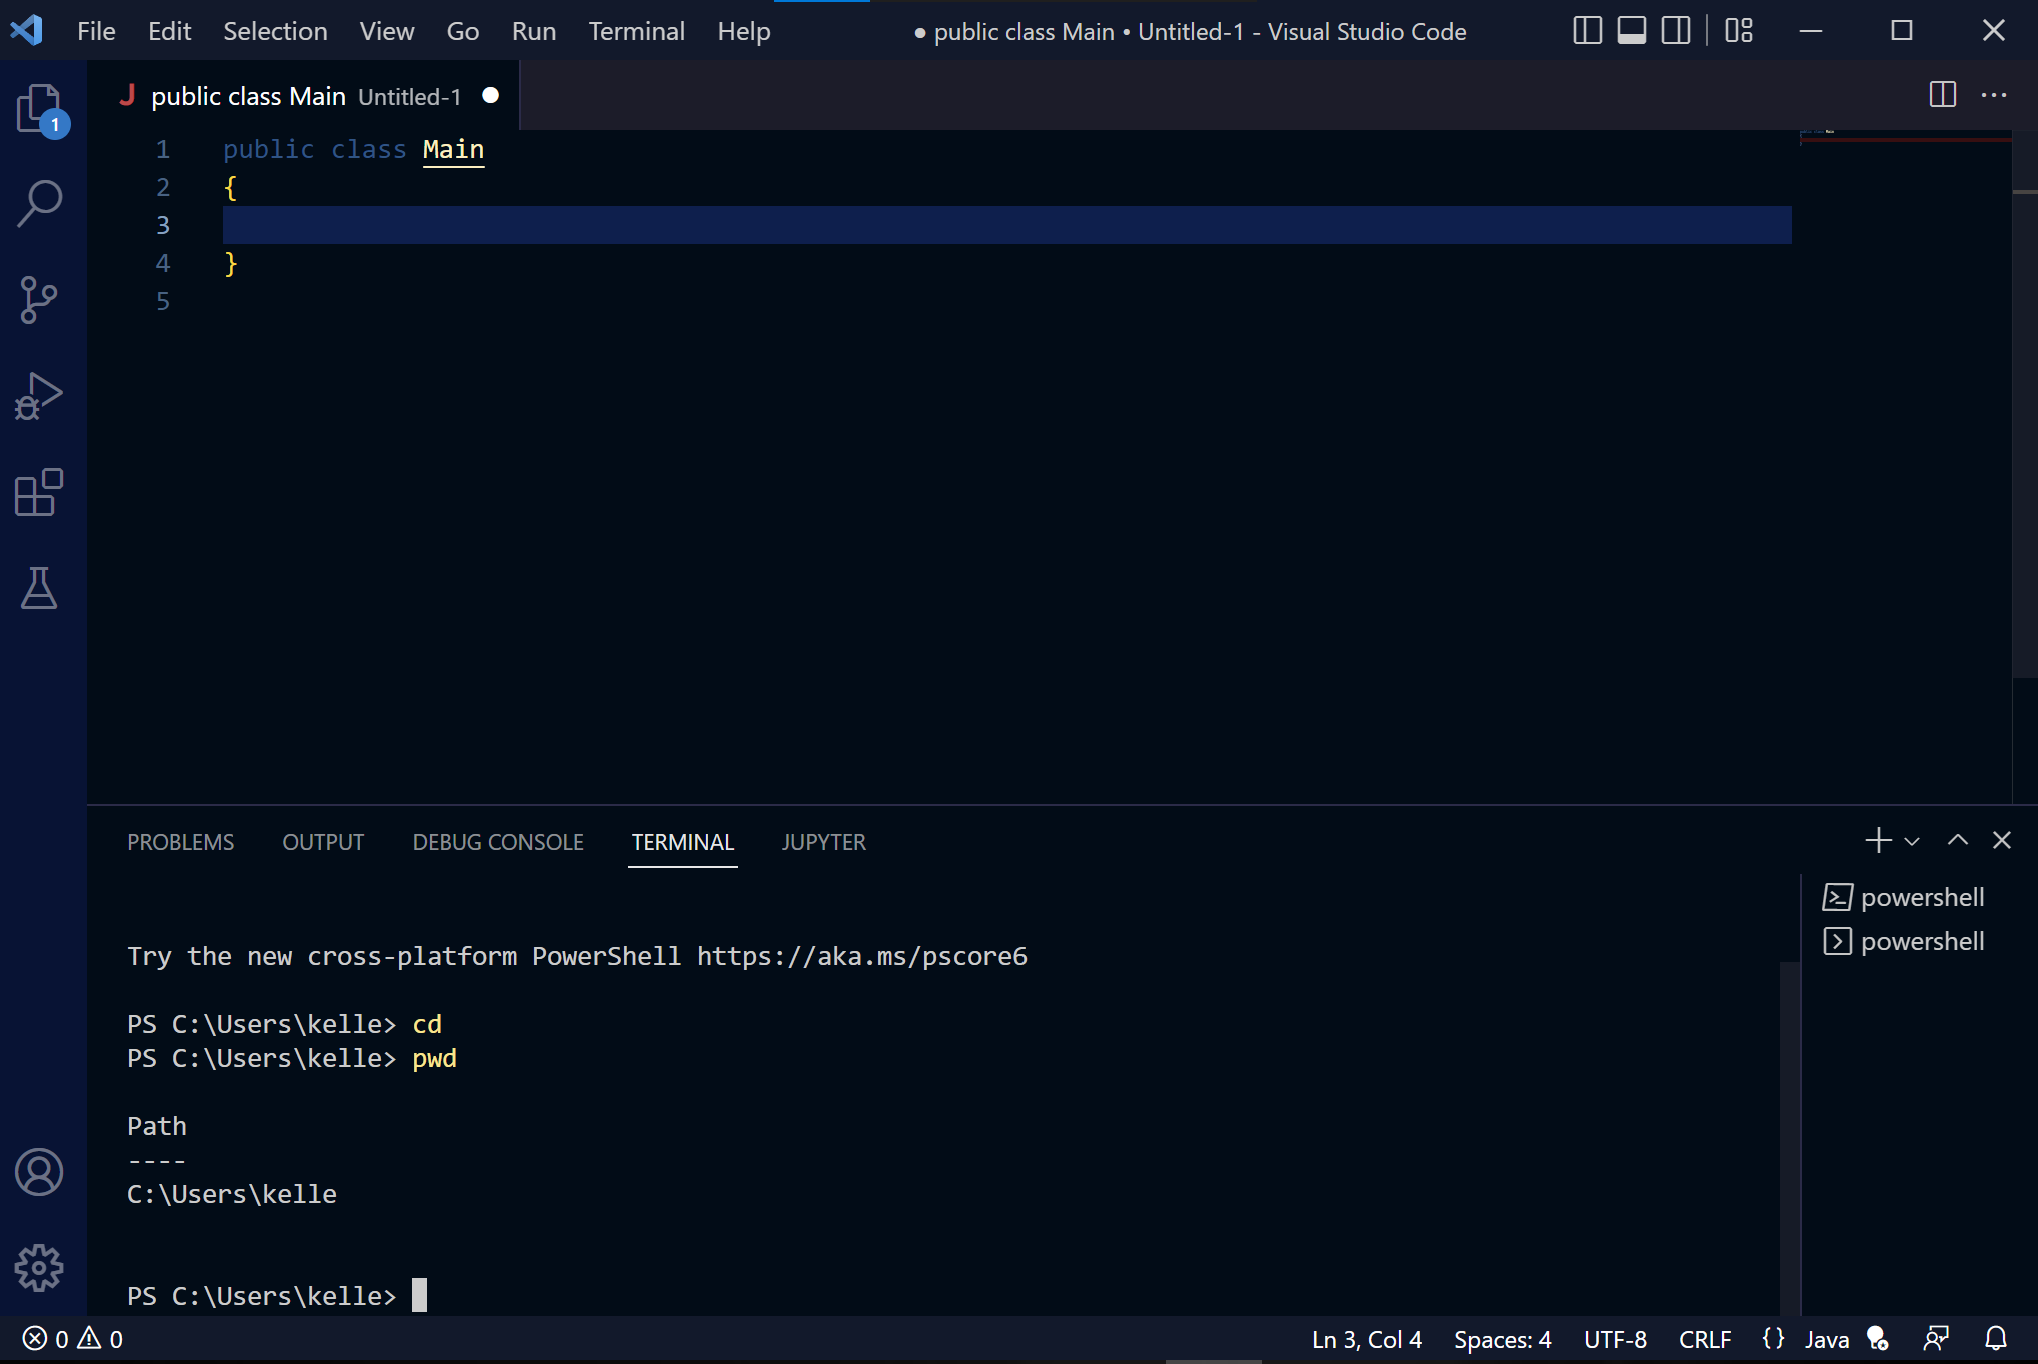 File Edit Selection View Go Run Terminal Help ● public class Main • Untitled-1 - Visual Studio Code
J public class Main Untitled-1 ●
1
1 public class Main
2 {
3
4 }
5
PROBLEMS OUTPUT DEBUG CONSOLE TERMINAL JUPYTER
powershell
powershell
Try the new cross-platform PowerShell https://aka.ms/pscore6
PS C:\Users\kelle> cd
PS C:\Users\kelle> pwd
Path
----
C:\Users\kelle
PS C:\Users\kelle>
0 0 Ln 3, Col 4 Spaces: 4 UTF-8 CRLF {} Java